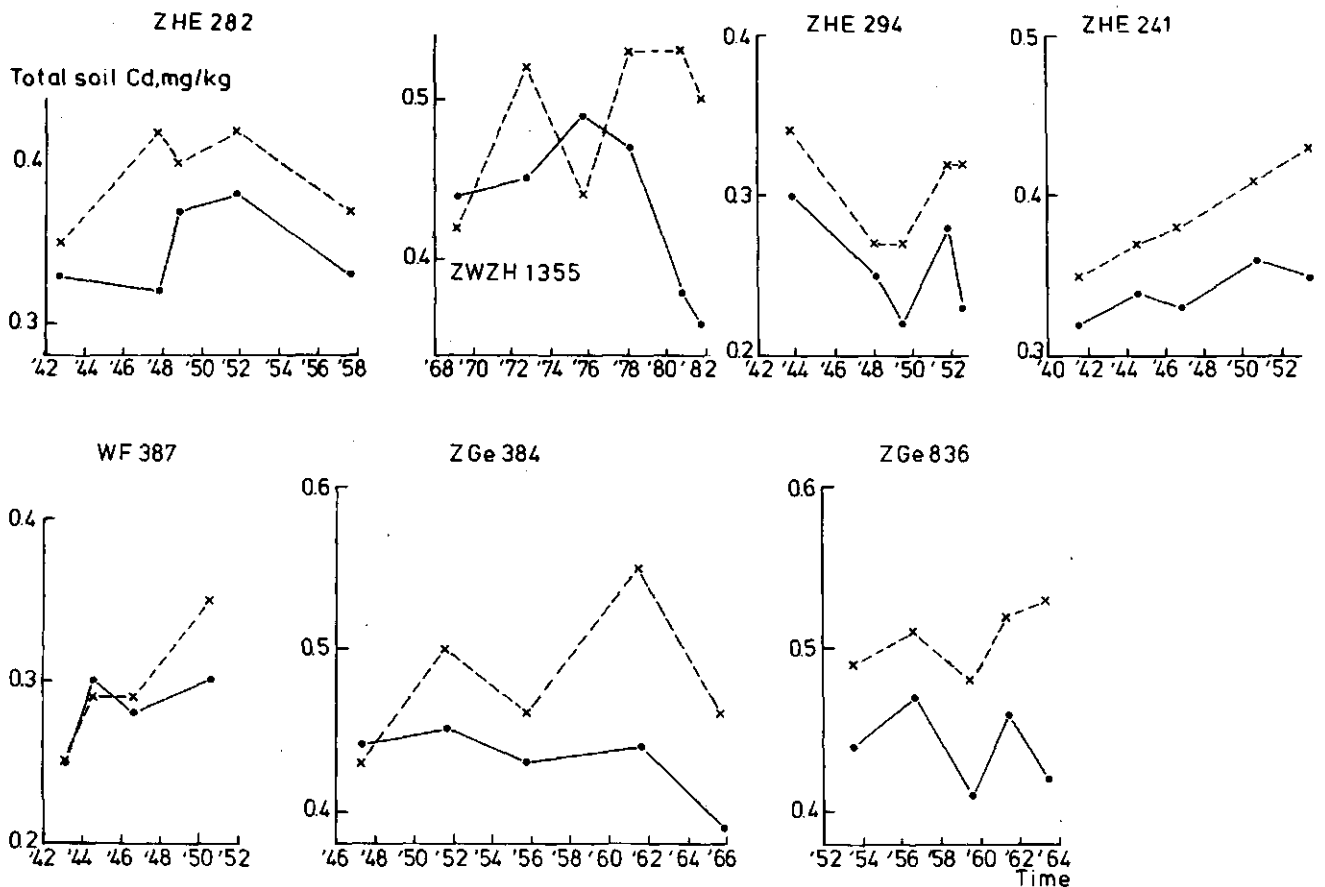 ZHE 282
Total soil Cd,mg/kg
0.4
0.3
'42 '44 '46 '48 '50 '52 '54 '56 '58
0.5
0.4
ZWZH 1355
'68 '70 '72 '74 '76 '78 '80 '82
ZHE 294
0.4
0.3
0.2
'42 '44 '46 '48 '50 '52
ZHE 241
0.5
0.4
0.3
'40 '42 '44 '46 '48 '50 '52
WF 387
0.4
0.3
0.2
'42 '44 '46 '48 '50 '52
ZGe 384
0.6
0.5
0.4
'46 '48 '50 '52 '54 '56 '58 '60 '62 '64 '66
ZGe 836
0.6
0.5
0.4
'52 '54 '56 '58 '60 '62 '64
Time